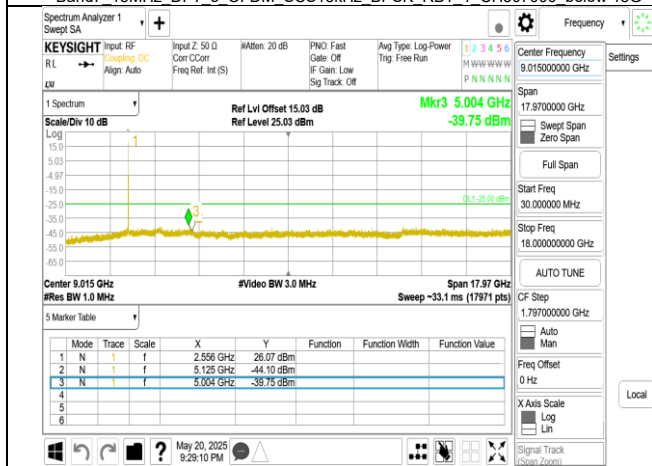 Spectrum Analyzer 1
Swept SA
Frequency
KEYSIGHT
RL
Input: RF
Coupling: DC
Align: Auto
Input Z: 50 Ω
Corr CCorr
Freq Ref: Int (S)
#Atten: 20 dB
PNO: Fast
Gate: Off
IF Gain: Low
Sig Track: Off
Avg Type: Log-Power
Trig: Free Run
1 2 3 4 5 6
M W W W W W
P N N N N N
Center Frequency
9.015000000 GHz
Settings
1 Spectrum
Scale/Div 10 dB
Ref Lvl Offset 15.03 dB
Ref Level 25.03 dBm
Mkr3 5.004 GHz
-39.75 dBm
Span
17.9700000 GHz
Swept Span
Zero Span
Full Span
Start Freq
30.000000 MHz
Stop Freq
18.000000000 GHz
AUTO TUNE
CF Step
1.797000000 GHz
Auto
Man
Freq Offset
0 Hz
X Axis Scale
Log
Lin
Local
Signal Track
(Span Zoom)
Log
15.0
5.03
-4.97
-15.0
-25.0
-35.0
-45.0
-55.0
-65.0
1
3
DL1 -25.00 dBm
Center 9.015 GHz
#Res BW 1.0 MHz
#Video BW 3.0 MHz
Span 17.97 GHz
Sweep ~33.1 ms (17971 pts)
5 Marker Table
Mode Trace Scale X Y Function Function Width Function Value
1 N 1 f 2.556 GHz 26.07 dBm
2 N 1 f 5.125 GHz -44.10 dBm
3 N 1 f 5.004 GHz -39.75 dBm
4
5
6
May 20, 2025
9:29:10 PM